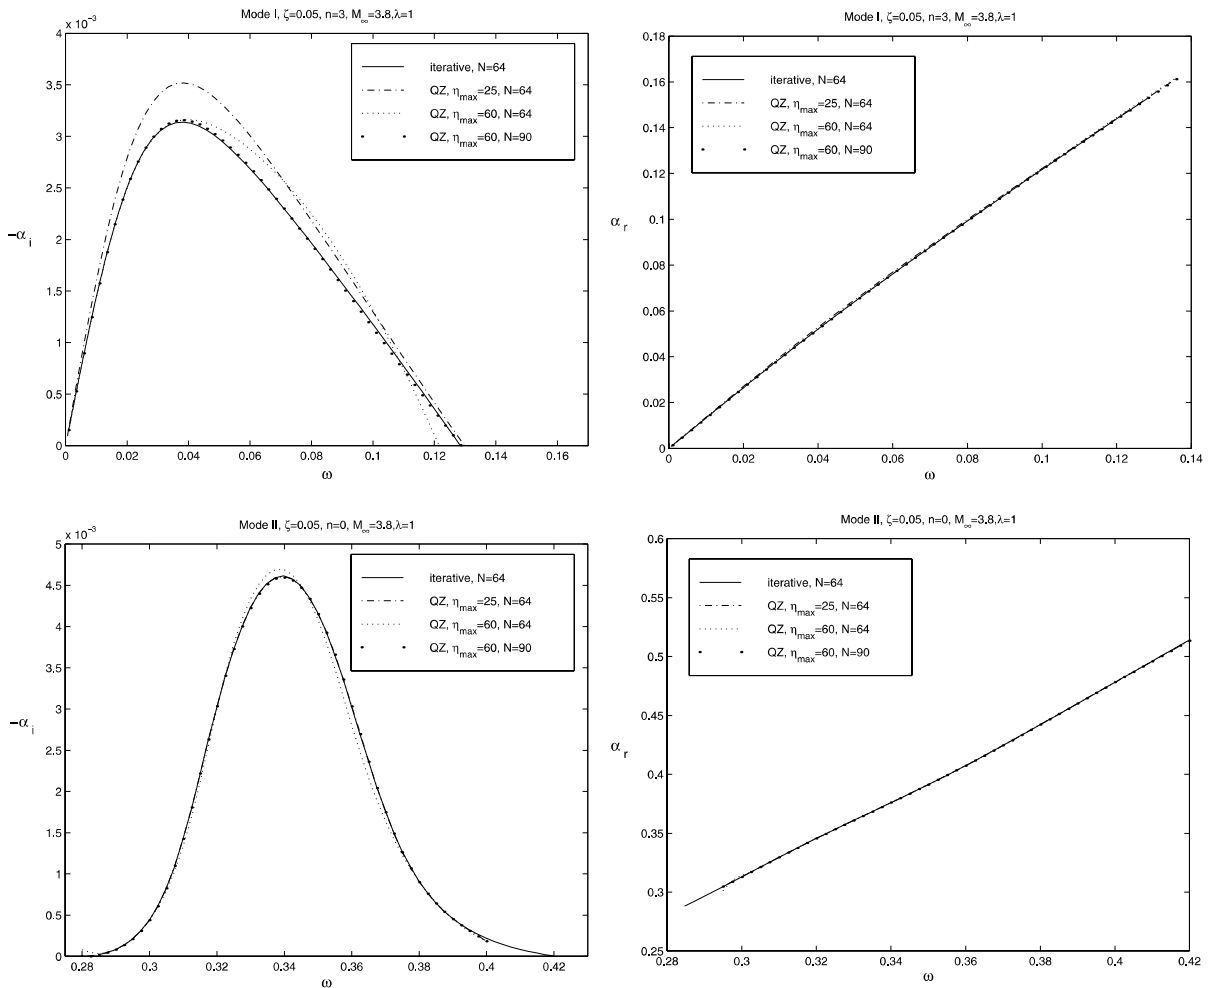 Mode I, ζ=0.05, n=3, M∞=3.8,λ=1
x 10⁻³
4
3.5
3
2.5
2
1.5
1
0.5
0
−αi
0 0.02 0.04 0.06 0.08 0.1 0.12 0.14 0.16
ω
iterative, N=64
QZ, ηmax=25, N=64
QZ, ηmax=60, N=64
QZ, ηmax=60, N=90
Mode I, ζ=0.05, n=3, M∞=3.8,λ=1
0.18
0.16
0.14
0.12
0.1
0.08
0.06
0.04
0.02
0
αr
0 0.02 0.04 0.06 0.08 0.1 0.12 0.14
ω
iterative, N=64
QZ, ηmax=25, N=64
QZ, ηmax=60, N=64
QZ, ηmax=60, N=90
Mode II, ζ=0.05, n=0, M∞=3.8,λ=1
x 10⁻³
5
4.5
4
3.5
3
2.5
2
1.5
1
0.5
0
−αi
0.28 0.3 0.32 0.34 0.36 0.38 0.4 0.42
ω
iterative, N=64
QZ, ηmax=25, N=64
QZ, ηmax=60, N=64
QZ, ηmax=60, N=90
Mode II, ζ=0.05, n=0, M∞=3.8,λ=1
0.6
0.55
0.5
0.45
0.4
0.35
0.3
0.25
αr
0.28 0.3 0.32 0.34 0.36 0.38 0.4 0.42
ω
iterative, N=64
QZ, ηmax=25, N=64
QZ, ηmax=60, N=64
QZ, ηmax=60, N=90